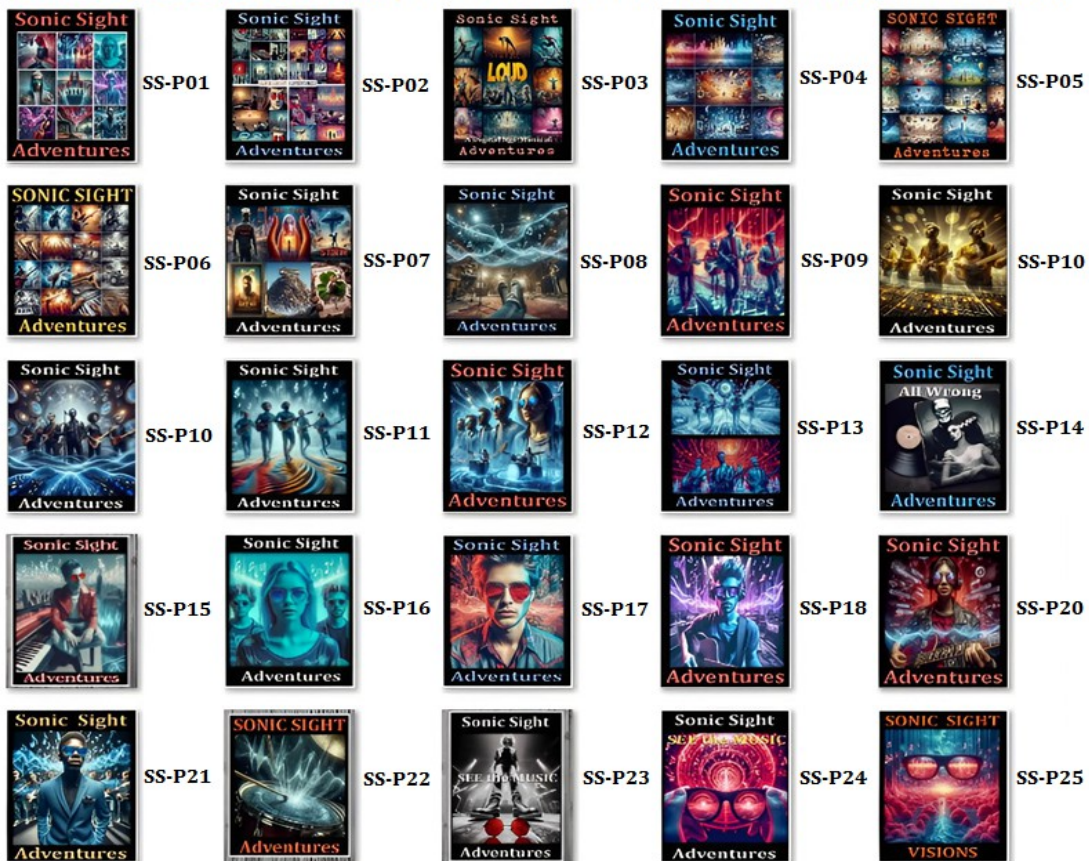 Sonic Sight
Adventures
SS-P01
Sonic Sight
Adventures
SS-P02
Sonic Sight
LOUD
Adventures
SS-P03
Sonic Sight
Adventures
SS-P04
SONIC SIGHT
Adventures
SS-P05
SONIC SIGHT
Adventures
SS-P06
Sonic Sight
Adventures
SS-P07
Sonic Sight
Adventures
SS-P08
Sonic Sight
Adventures
SS-P09
Sonic Sight
Adventures
SS-P10
Sonic Sight
Adventures
SS-P10
Sonic Sight
Adventures
SS-P11
Sonic Sight
Adventures
SS-P12
Sonic Sight
Adventures
SS-P13
Sonic Sight
All Wrong
Adventures
SS-P14
Sonic Sight
Adventures
SS-P15
Sonic Sight
Adventures
SS-P16
Sonic Sight
Adventures
SS-P17
Sonic Sight
Adventures
SS-P18
Sonic Sight
Adventures
SS-P20
Sonic Sight
Adventures
SS-P21
SONIC SIGHT
Adventures
SS-P22
Sonic Sight
SEE the MUSIC
Adventures
SS-P23
Sonic Sight
SEE the MUSIC
Adventures
SS-P24
SONIC SIGHT
VISIONS
SS-P25